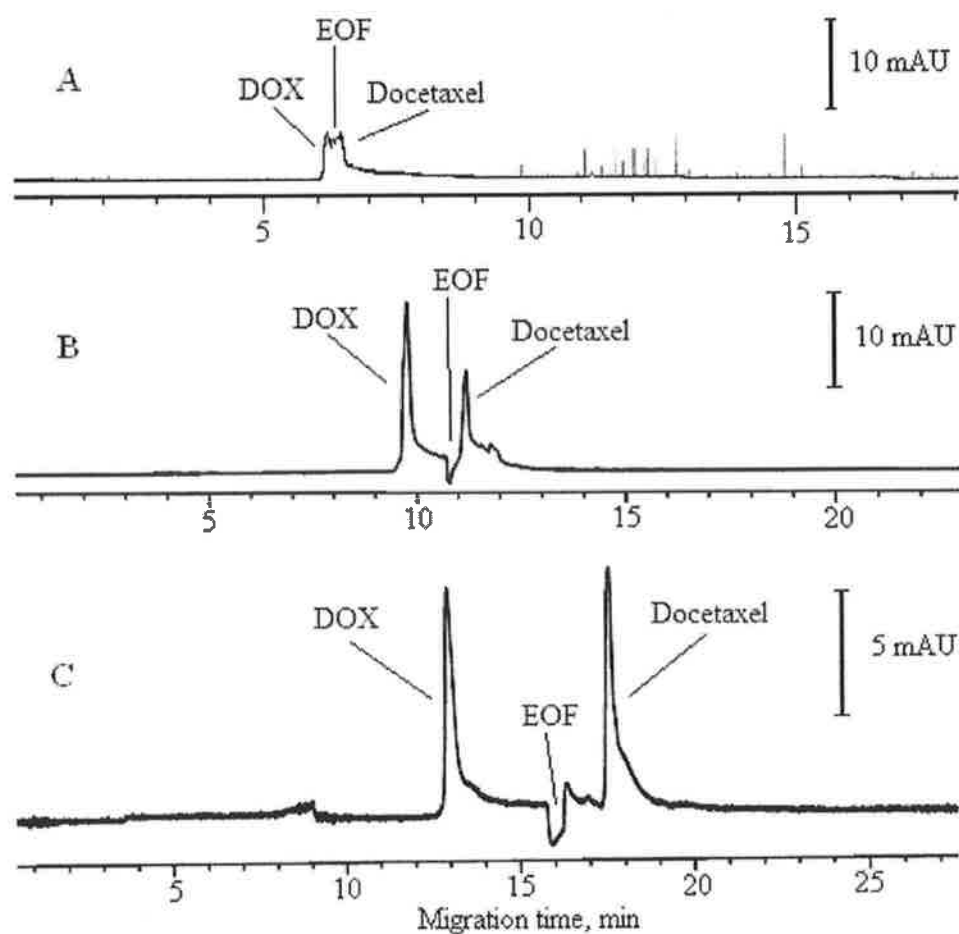 EOF
A
DOX
Docetaxel
10 mAU
5
10
15
EOF
DOX
B
Docetaxel
10 mAU
5
10
15
20
DOX
Docetaxel
5 mAU
C
EOF
5
10
15
20
25
Migration time, min